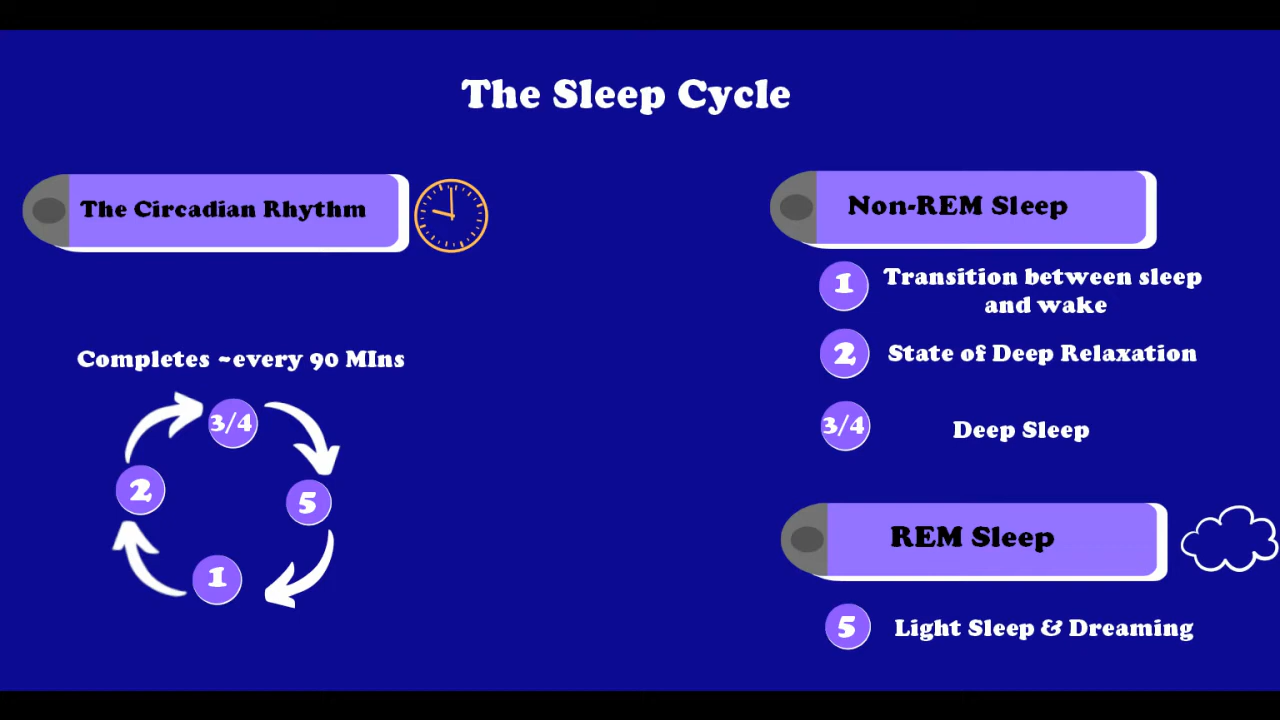 The Sleep Cycle
The Circadian Rhythm
Completes ~every 90 MIns
3/4
2
5
1
Non-REM Sleep
1 Transition between sleep
and wake
2 State of Deep Relaxation
3/4 Deep Sleep
REM Sleep
5 Light Sleep & Dreaming